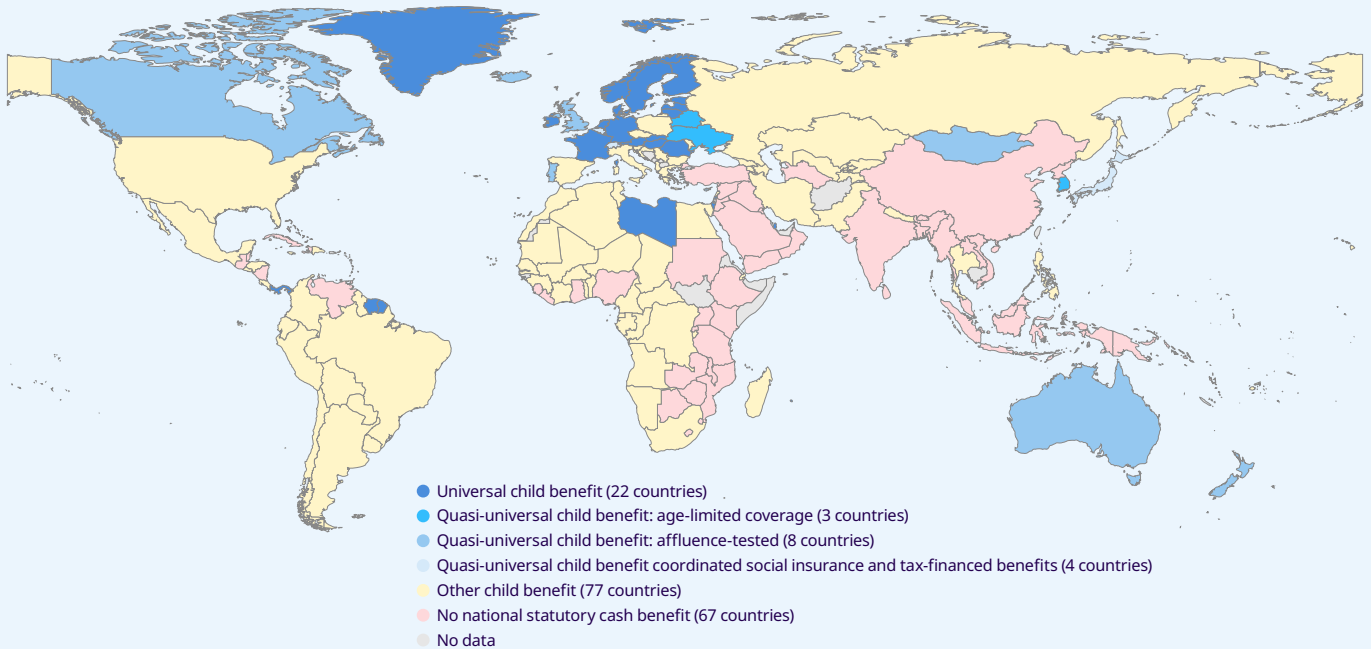 Universal child benefit (22 countries)
Quasi-universal child benefit: age-limited coverage (3 countries)
Quasi-universal child benefit: affluence-tested (8 countries)
Quasi-universal child benefit coordinated social insurance and tax-financed benefits (4 countries)
Other child benefit (77 countries)
No national statutory cash benefit (67 countries)
No data